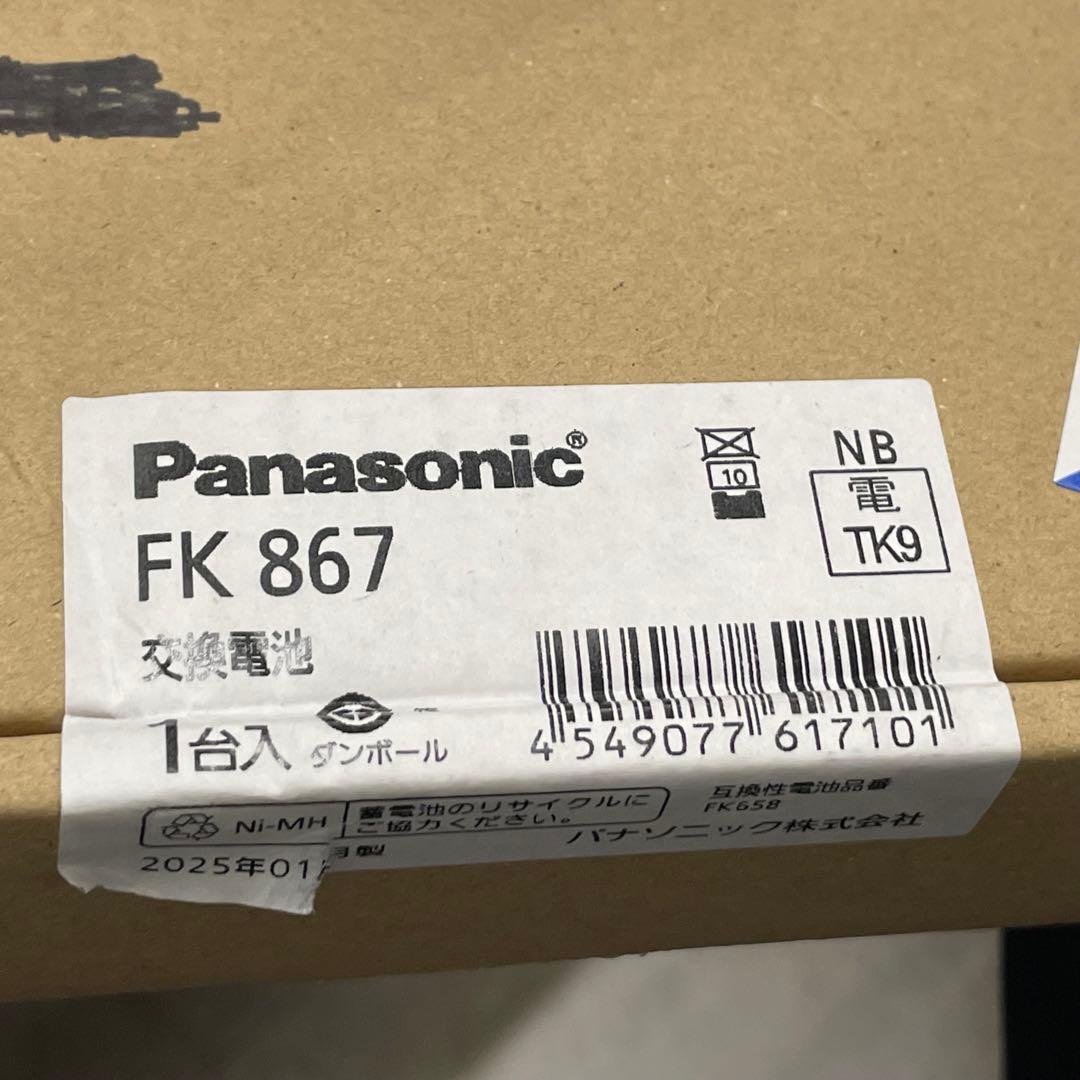 Panasonic®
FK 867
交換電池
1台入
ダンボール
10
NB
電
TK9
4 549077 617101
Ni-MH
蓄電池のリサイクルに
ご協力ください。
互換性電池品番
FK658
パナソニック株式会社
2025年01月製